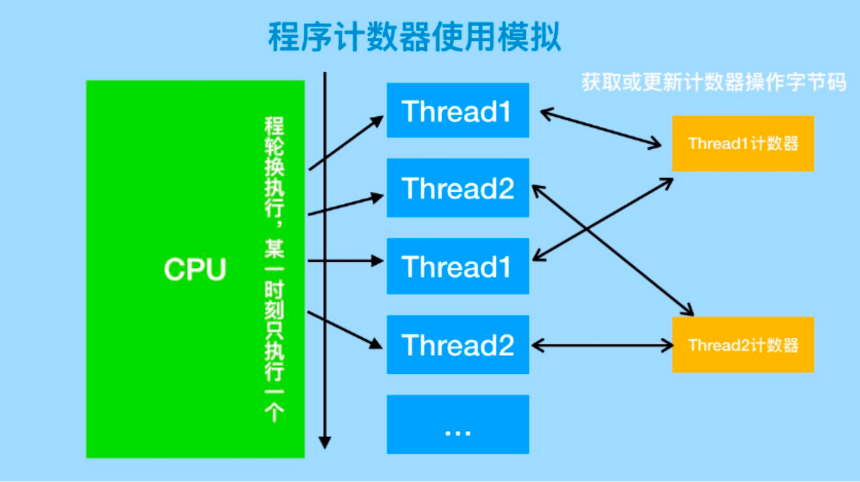 程序计数器使用模拟
获取或更新计数器操作字节码
CPU
程轮换执行，某一时刻只执行一个
Thread1
Thread2
Thread1
Thread2
...
Thread1计数器
Thread2计数器